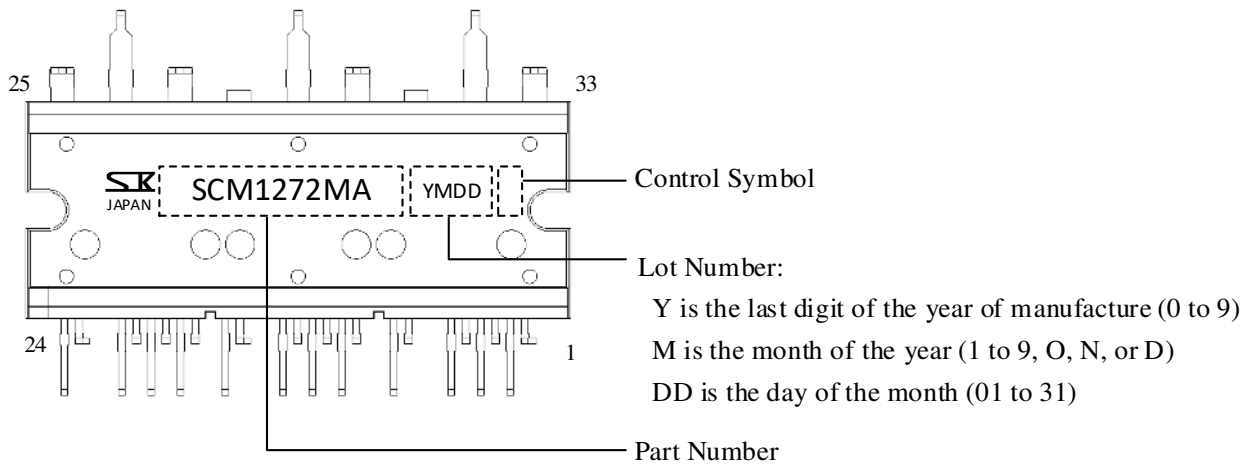 25
33
SK
JAPAN
SCM1272MA
YMDD
Control Symbol
Lot Number:
Y is the last digit of the year of manufacture (0 to 9)
M is the month of the year (1 to 9, O, N, or D)
DD is the day of the month (01 to 31)
24
1
Part Number